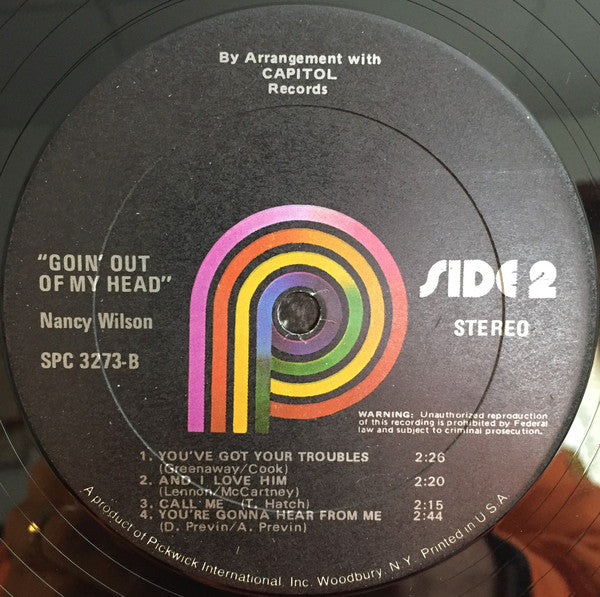 By Arrangement with
CAPITOL
Records
"GOIN' OUT
OF MY HEAD"
Nancy Wilson
SPC 3273-B
SIDE 2
STEREO
WARNING: Unauthorized reproduction
of this recording is prohibited by Federal
law and subject to criminal prosecution.
1. YOU'VE GOT YOUR TROUBLES 2:26
(Greenaway/Cook)
2. AND I LOVE HIM 2:20
(Lennon/McCartney)
3. CALL ME (T. Hatch) 2:15
4. YOU'RE GONNA HEAR FROM ME 2:44
(D. Previn/A. Previn)
A product of Pickwick International, Inc. Woodbury, N.Y. Printed in U.S.A.